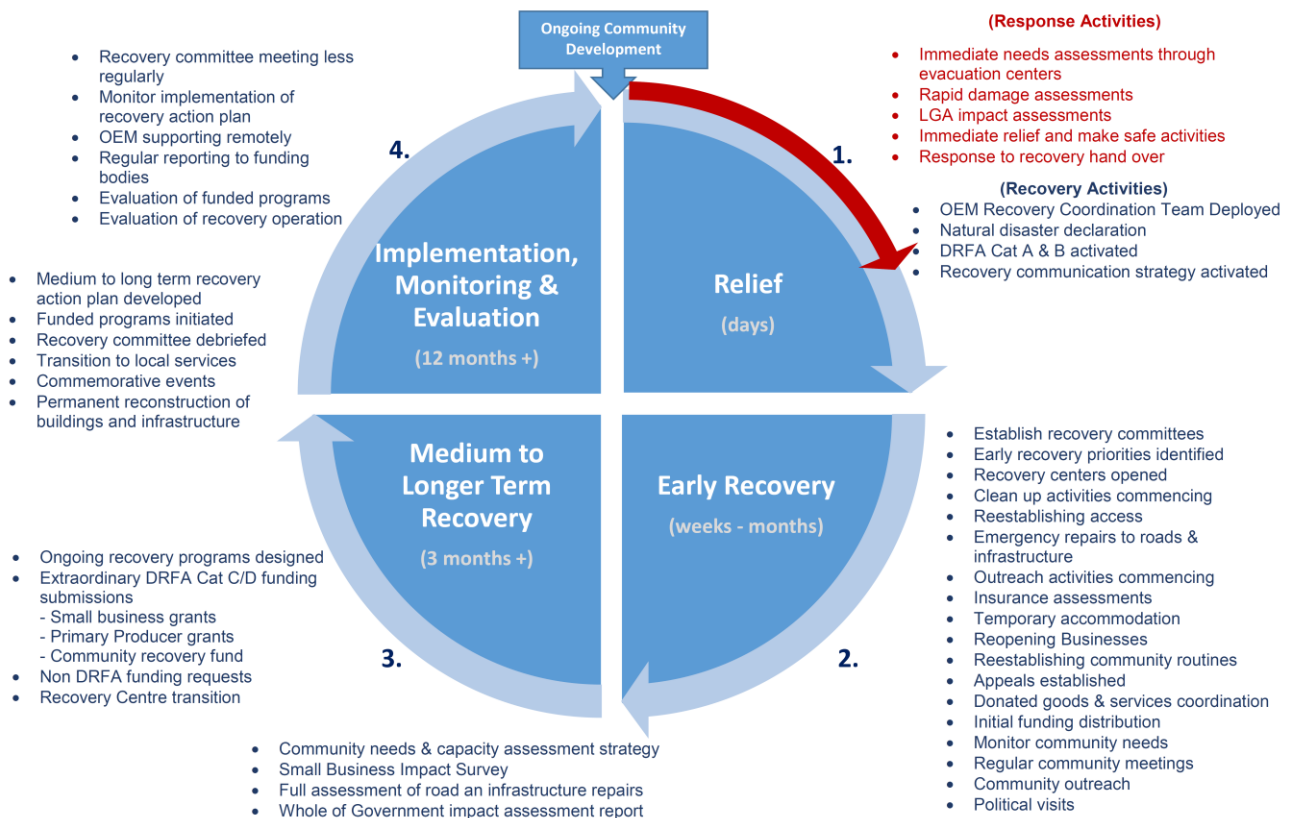 Ongoing Community
Development
(Response Activities)
• Immediate needs assessments through
evacuation centers
• Rapid damage assessments
• LGA impact assessments
• Immediate relief and make safe activities
• Response to recovery hand over
(Recovery Activities)
• OEM Recovery Coordination Team Deployed
• Natural disaster declaration
• DRFA Cat A & B activated
• Recovery communication strategy activated
1.
Relief
(days)
Early Recovery
(weeks - months)
2.
• Establish recovery committees
• Early recovery priorities identified
• Recovery centers opened
• Clean up activities commencing
• Reestablishing access
• Emergency repairs to roads &
infrastructure
• Outreach activities commencing
• Insurance assessments
• Temporary accommodation
• Reopening Businesses
• Reestablishing community routines
• Appeals established
• Donated goods & services coordination
• Initial funding distribution
• Monitor community needs
• Regular community meetings
• Community outreach
• Political visits
• Community needs & capacity assessment strategy
• Small Business Impact Survey
• Full assessment of road an infrastructure repairs
• Whole of Government impact assessment report
Medium to
Longer Term
Recovery
(3 months +)
3.
• Ongoing recovery programs designed
• Extraordinary DRFA Cat C/D funding
submissions
- Small business grants
- Primary Producer grants
- Community recovery fund
• Non DRFA funding requests
• Recovery Centre transition
• Medium to long term recovery
action plan developed
• Funded programs initiated
• Recovery committee debriefed
• Transition to local services
• Commemorative events
• Permanent reconstruction of
buildings and infrastructure
4.
Implementation,
Monitoring &
Evaluation
(12 months +)
• Recovery committee meeting less
regularly
• Monitor implementation of
recovery action plan
• OEM supporting remotely
• Regular reporting to funding
bodies
• Evaluation of funded programs
• Evaluation of recovery operation